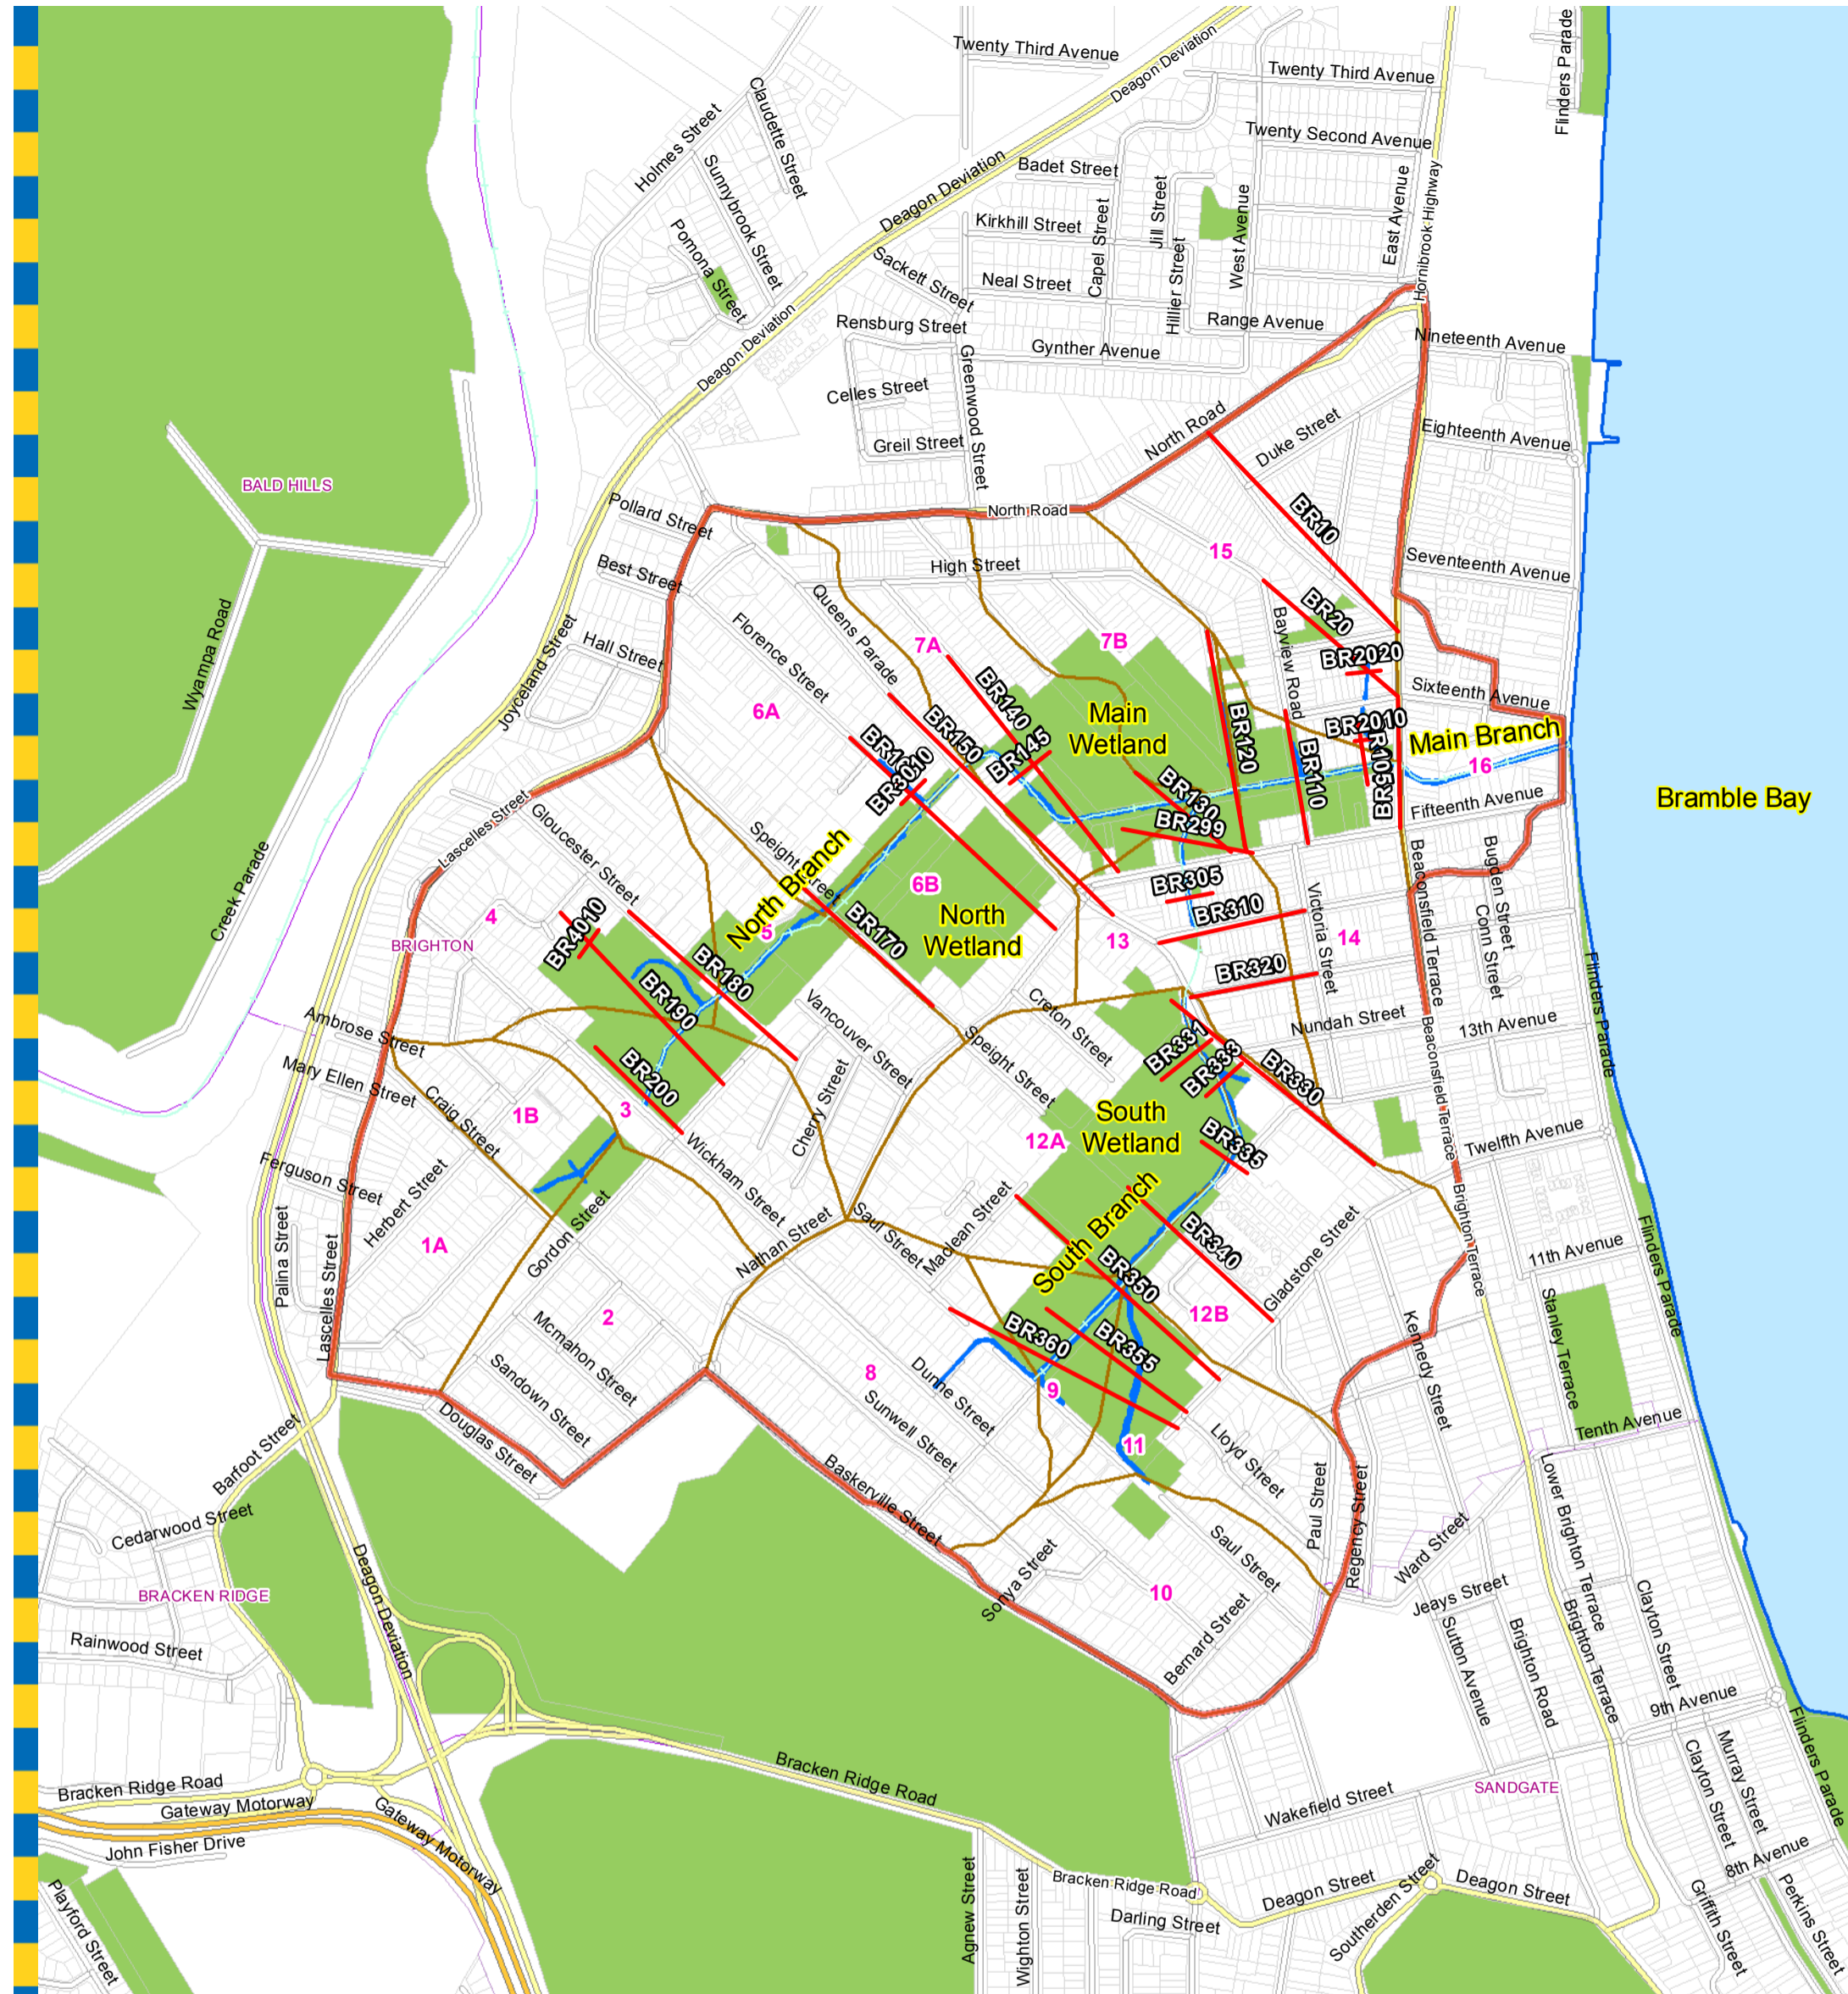 Twenty Third Avenue
Deagon Deviation
Flinders Parade
Twenty Third Avenue
Claudette Street
Holmes Street
Twenty Second Avenue
Sunnybrook Street
Badet Street
Deagon Deviation
Jill Street
East Avenue
Hornibrook Highway
West Avenue
Kirkhill Street
Capel Street
Pomona Street
Sackett Street
Hillier Street
Neal Street
Range Avenue
Rensburg Street
Gynther Avenue
Nineteenth Avenue
Deagon Deviation
Greenwood Street
Celles Street
North Road
Duke Street
Eighteenth Avenue
Greil Street
BALD HILLS
BR10
Pollard Street
North Road
15
High Street
Seventeenth Avenue
Best Street
Queens Parade
BR20
Bayview Road
Wyampa Road
Hall Street
Florence Street
7A
7B
BR2020
Joyceland Street
6A
Sixteenth Avenue
BR140
Main
Wetland
BR120
BR150
BR2010
Main Branch
BR145
16
BR3010
BR110
BR130
Bramble Bay
Lascelles Street
Gloucester Street
Speight Street
Fifteenth Avenue
BR299
North Branch
Beaconsfield Terrace
Bugden Street
Creek Parade
BR305
6B
Victoria Street
4
North
Wetland
BR310
Conn Street
BR4010
5
BR170
13
14
BRIGHTON
BR180
BR320
BR190
Creton Street
Vancouver Street
Nundah Street
13th Avenue
Flinders Parade
Ambrose Street
Speight Street
BR331
Beaconsfield Terrace
Mary Ellen Street
BR200
BR333
BR330
Craig Street
1B
3
Cherry Street
South
Wetland
12A
BR335
Twelfth Avenue
Ferguson Street
Herbert Street
Wickham Street
Brighton Terrace
Palina Street
Gordon Street
Saul Street
Maclean Street
South Branch
BR340
1A
Nathan Street
Gladstone Street
11th Avenue
Flinders Parade
Lascelles Street
BR350
2
Mcmahon Street
12B
Stanley Terrace
BR360
BR355
Kennedy Street
8
Sandown Street
Dunne Street
9
Sunwell Street
Douglas Street
11
Lloyd Street
Tenth Avenue
Barfoot Street
Baskerville Street
Paul Street
Regency Street
Lower Brighton Terrace
Cedarwood Street
Saul Street
Ward Street
Deagon Deviation
Sonya Street
10
Jeays Street
Clayton Street
BRACKEN RIDGE
Bernard Street
Sutton Avenue
Brighton Road
Brighton Terrace
Rainwood Street
9th Avenue
Flinders Parade
Bracken Ridge Road
Bracken Ridge Road
Murray Street
Clayton Street
SANDGATE
Gateway Motorway
Wakefield Street
Gateway Motorway
John Fisher Drive
8th Avenue
Agnew Street
Wighton Street
Bracken Ridge Road
Deagon Street
Southerden Street
Deagon Street
Griffith Street
Perkins Street
Playford Street
Darling Street